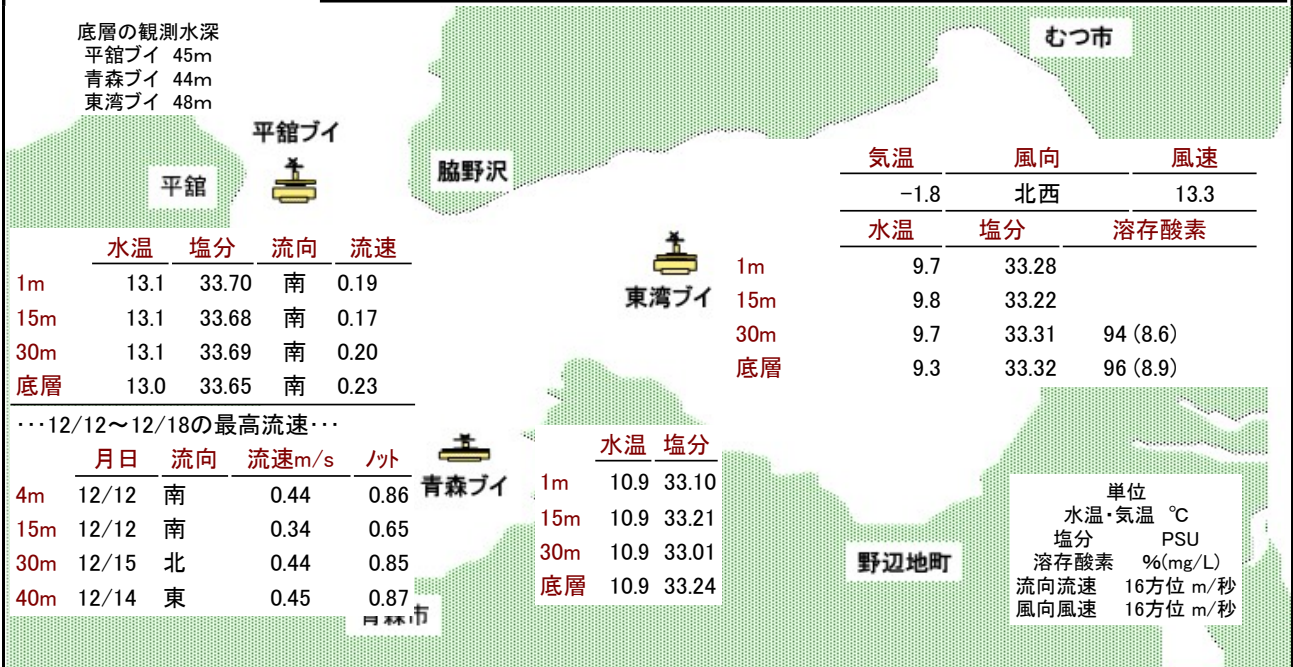 底層の観測水深
平舘ブイ 45m
青森ブイ 44m
東湾ブイ 48m
むつ市
平舘ブイ
平舘
脇野沢
気温 風向 風速
-1.8 北西 13.3
水温 塩分 溶存酸素
1m 9.7 33.28
15m 9.8 33.22
30m 9.7 33.31 94 (8.6)
底層 9.3 33.32 96 (8.9)
東湾ブイ
水温 塩分 流向 流速
1m 13.1 33.70 南 0.19
15m 13.1 33.68 南 0.17
30m 13.1 33.69 南 0.20
底層 13.0 33.65 南 0.23
･･･12/12～12/18の最高流速･･･
月日 流向 流速m/s ノット
4m 12/12 南 0.44 0.86
15m 12/12 南 0.34 0.65
30m 12/15 北 0.44 0.85
40m 12/14 東 0.45 0.87
青森ブイ
水温 塩分
1m 10.9 33.10
15m 10.9 33.21
30m 10.9 33.01
底層 10.9 33.24
青森市
野辺地町
単位
水温･気温 ℃
塩分 PSU
溶存酸素 %(mg/L)
流向流速 16方位 m/秒
風向風速 16方位 m/秒